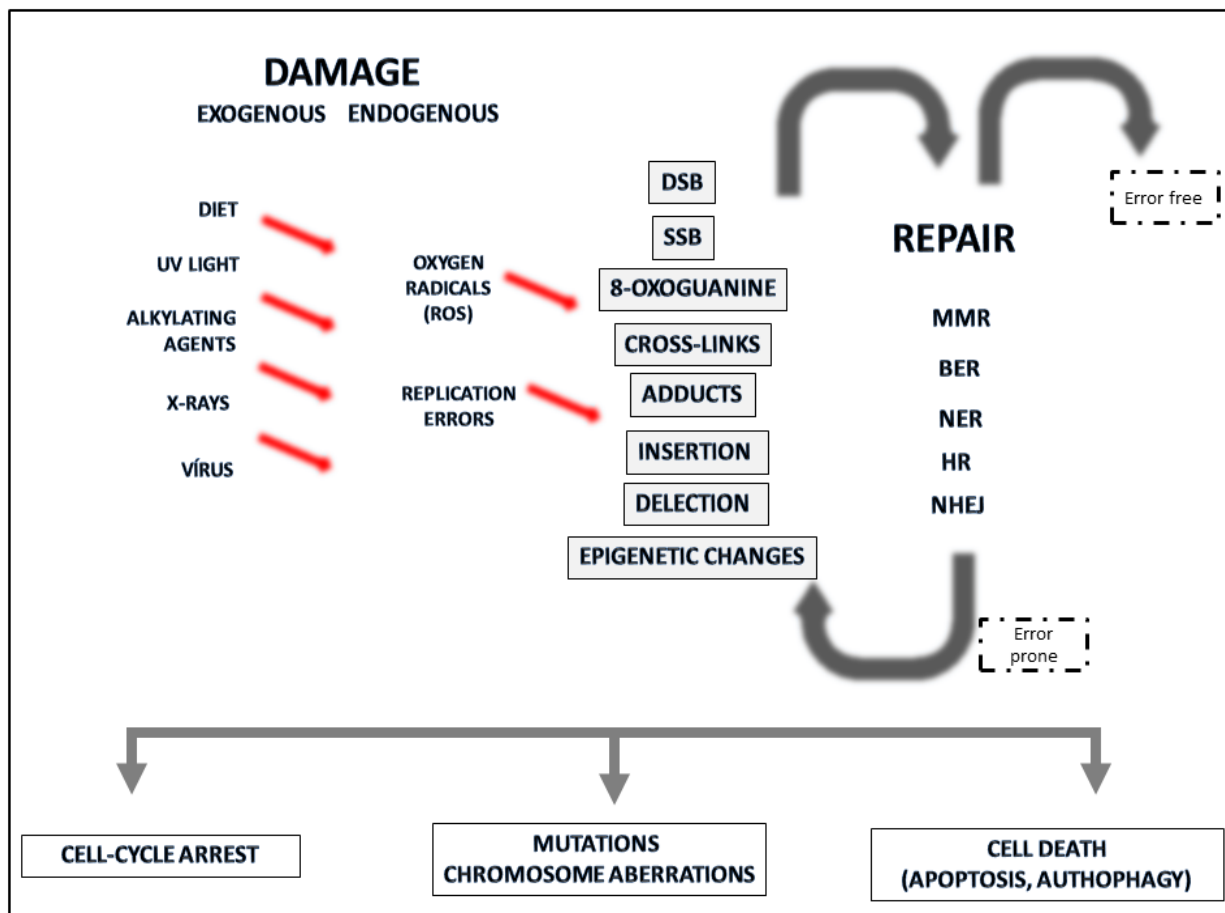 DAMAGE
EXOGENOUS ENDOGENOUS
DIET
UV LIGHT
ALKYLATING
AGENTS
X-RAYS
VÍRUS
OXYGEN
RADICALS
(ROS)
REPLICATION
ERRORS
DSB
SSB
8-OXOGUANINE
CROSS-LINKS
ADDUCTS
INSERTION
DELECTION
EPIGENETIC CHANGES
REPAIR
MMR
BER
NER
HR
NHEJ
Error free
Error
prone
CELL-CYCLE ARREST
MUTATIONS
CHROMOSOME ABERRATIONS
CELL DEATH
(APOPTOSIS, AUTHOPHAGY)